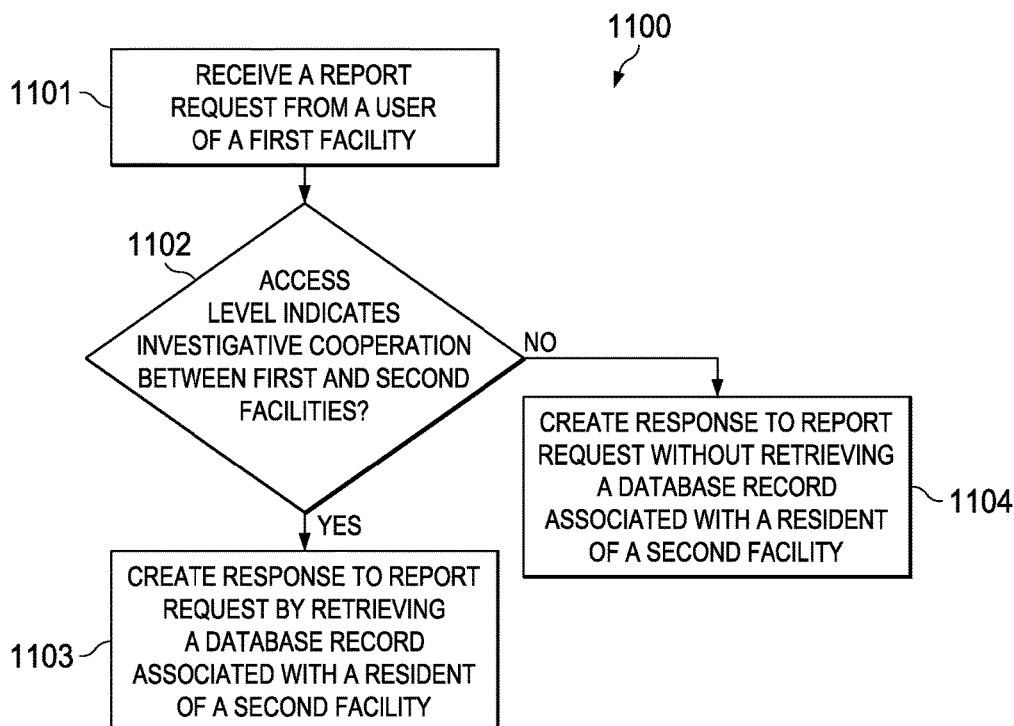 1100
1101
RECEIVE A REPORT
REQUEST FROM A USER
OF A FIRST FACILITY
1102
ACCESS
LEVEL INDICATES
INVESTIGATIVE COOPERATION
BETWEEN FIRST AND SECOND
FACILITIES?
NO
CREATE RESPONSE TO REPORT
REQUEST WITHOUT RETRIEVING
A DATABASE RECORD
ASSOCIATED WITH A RESIDENT
OF A SECOND FACILITY
1104
YES
CREATE RESPONSE TO REPORT
REQUEST BY RETRIEVING
A DATABASE RECORD
ASSOCIATED WITH A RESIDENT
OF A SECOND FACILITY
1103